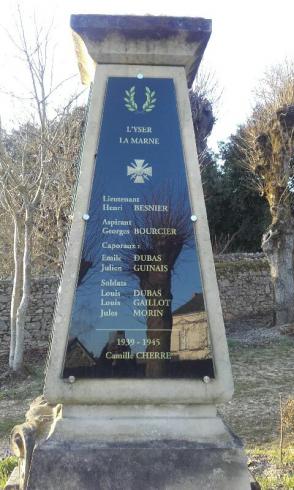 L'YSER
LA MARNE
Lieutenant
Henri BESNIER
Aspirant
Georges BOURCIER
Caporaux :
Emile DUBAS
Julien GUINAIS
Soldats
Louis DUBAS
Louis GAILLOT
Jules MORIN
1939 - 1945
Camille CHERRE